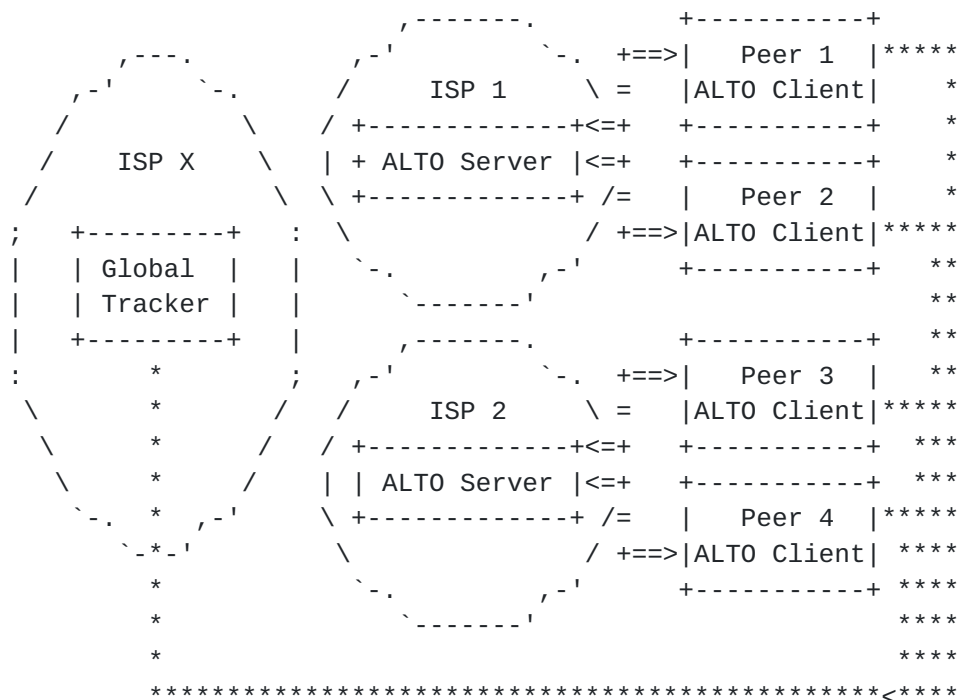 ,-------.         +-----------+
  ,---.          ,-'         `-.  +==>|   Peer 1  |*****
,-'     `-.     /     ISP 1     \ =   |ALTO Client|    *
/           \   / +-------------+<=+   +-----------+    *
/    ISP X    \  | + ALTO Server |<=+   +-----------+    *
/               \ \ +-------------+ /=   |   Peer 2  |    *
;   +---------+   :  \               / +==>|ALTO Client|*****
|   | Global  |   |   `-.         ,-'     +-----------+   **
|   | Tracker |   |      `-------'                        **
|   +---------+   |      ,-------.         +-----------+   **
:        *        ;   ,-'         `-.  +==>|   Peer 3  |   **
\       *       /   /     ISP 2     \ =   |ALTO Client|*****
\      *      /   / +-------------+<=+   +-----------+  ***
\     *     /    | | ALTO Server |<=+   +-----------+  ***
`-.  *  ,-'      \ +-------------+ /=   |   Peer 4  |*****
`-*-'          \               / +==>|ALTO Client| ****
*              `-.         ,-'     +-----------+ ****
*                 `-------'                      ****
*                                                ****
***********************************************<****